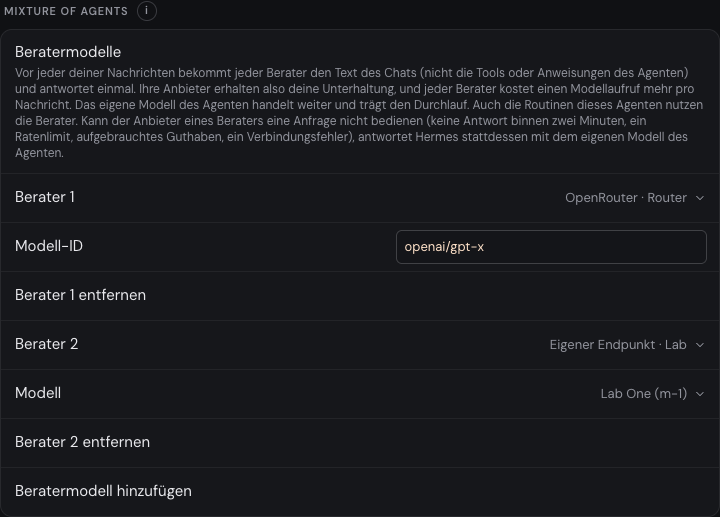 MIXTURE OF AGENTS i
Beratermodelle
Vor jeder deiner Nachrichten bekommt jeder Berater den Text des Chats (nicht die Tools oder Anweisungen des Agenten)
und antwortet einmal. Ihre Anbieter erhalten also deine Unterhaltung, und jeder Berater kostet einen Modellaufruf mehr pro
Nachricht. Das eigene Modell des Agenten handelt weiter und trägt den Durchlauf. Auch die Routinen dieses Agenten nutzen
die Berater. Kann der Anbieter eines Beraters eine Anfrage nicht bedienen (keine Antwort binnen zwei Minuten, ein
Ratenlimit, aufgebrauchtes Guthaben, ein Verbindungsfehler), antwortet Hermes stattdessen mit dem eigenen Modell des
Agenten.
Berater 1 OpenRouter · Router
Modell-ID openai/gpt-x
Berater 1 entfernen
Berater 2 Eigener Endpunkt · Lab
Modell Lab One (m-1)
Berater 2 entfernen
Beratermodell hinzufügen